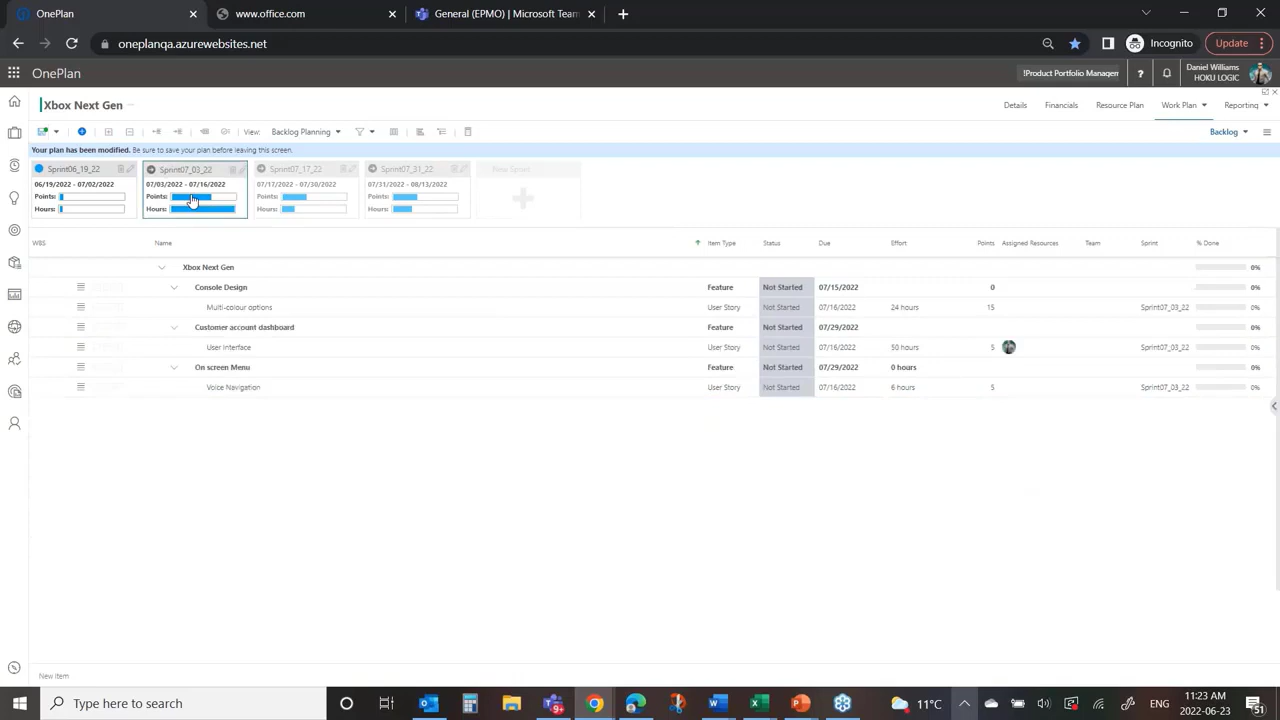 OnePlan
www.office.com
General (EPMO) | Microsoft Team
oneplanqa.azurewebsites.net
Incognito
Update
OnePlan
!Product Portfolio Managem
Daniel Williams
HOKU LOGIC
Xbox Next Gen
Details Financials Resource Plan Work Plan Reporting
View: Backlog Planning
Backlog
Your plan has been modified. Be sure to save your plan before leaving this screen.
Sprint06_19_22 Sprint07_03_22 Sprint07_17_22 Sprint07_31_22 New Sprint
06/19/2022 - 07/02/2022 07/03/2022 - 07/16/2022 07/17/2022 - 07/30/2022 07/31/2022 - 08/13/2022
Points: Points: Points: Points:
Hours: Hours: Hours: Hours:
WBS Name Item Type Status Due Effort Points Assigned Resources Team Sprint % Done
Xbox Next Gen 0%
Console Design Feature Not Started 07/15/2022 0 0%
Multi-colour options User Story Not Started 07/16/2022 24 hours 15 Sprint07_03_22 0%
Customer account dashboard Feature Not Started 07/29/2022 0%
User Interface User Story Not Started 07/16/2022 50 hours 5 Sprint07_03_22 0%
On screen Menu Feature Not Started 07/29/2022 0 hours 0%
Voice Navigation User Story Not Started 07/16/2022 6 hours 5 Sprint07_03_22 0%
New Item
Type here to search
11°C
11:23 AM
2022-06-23
51